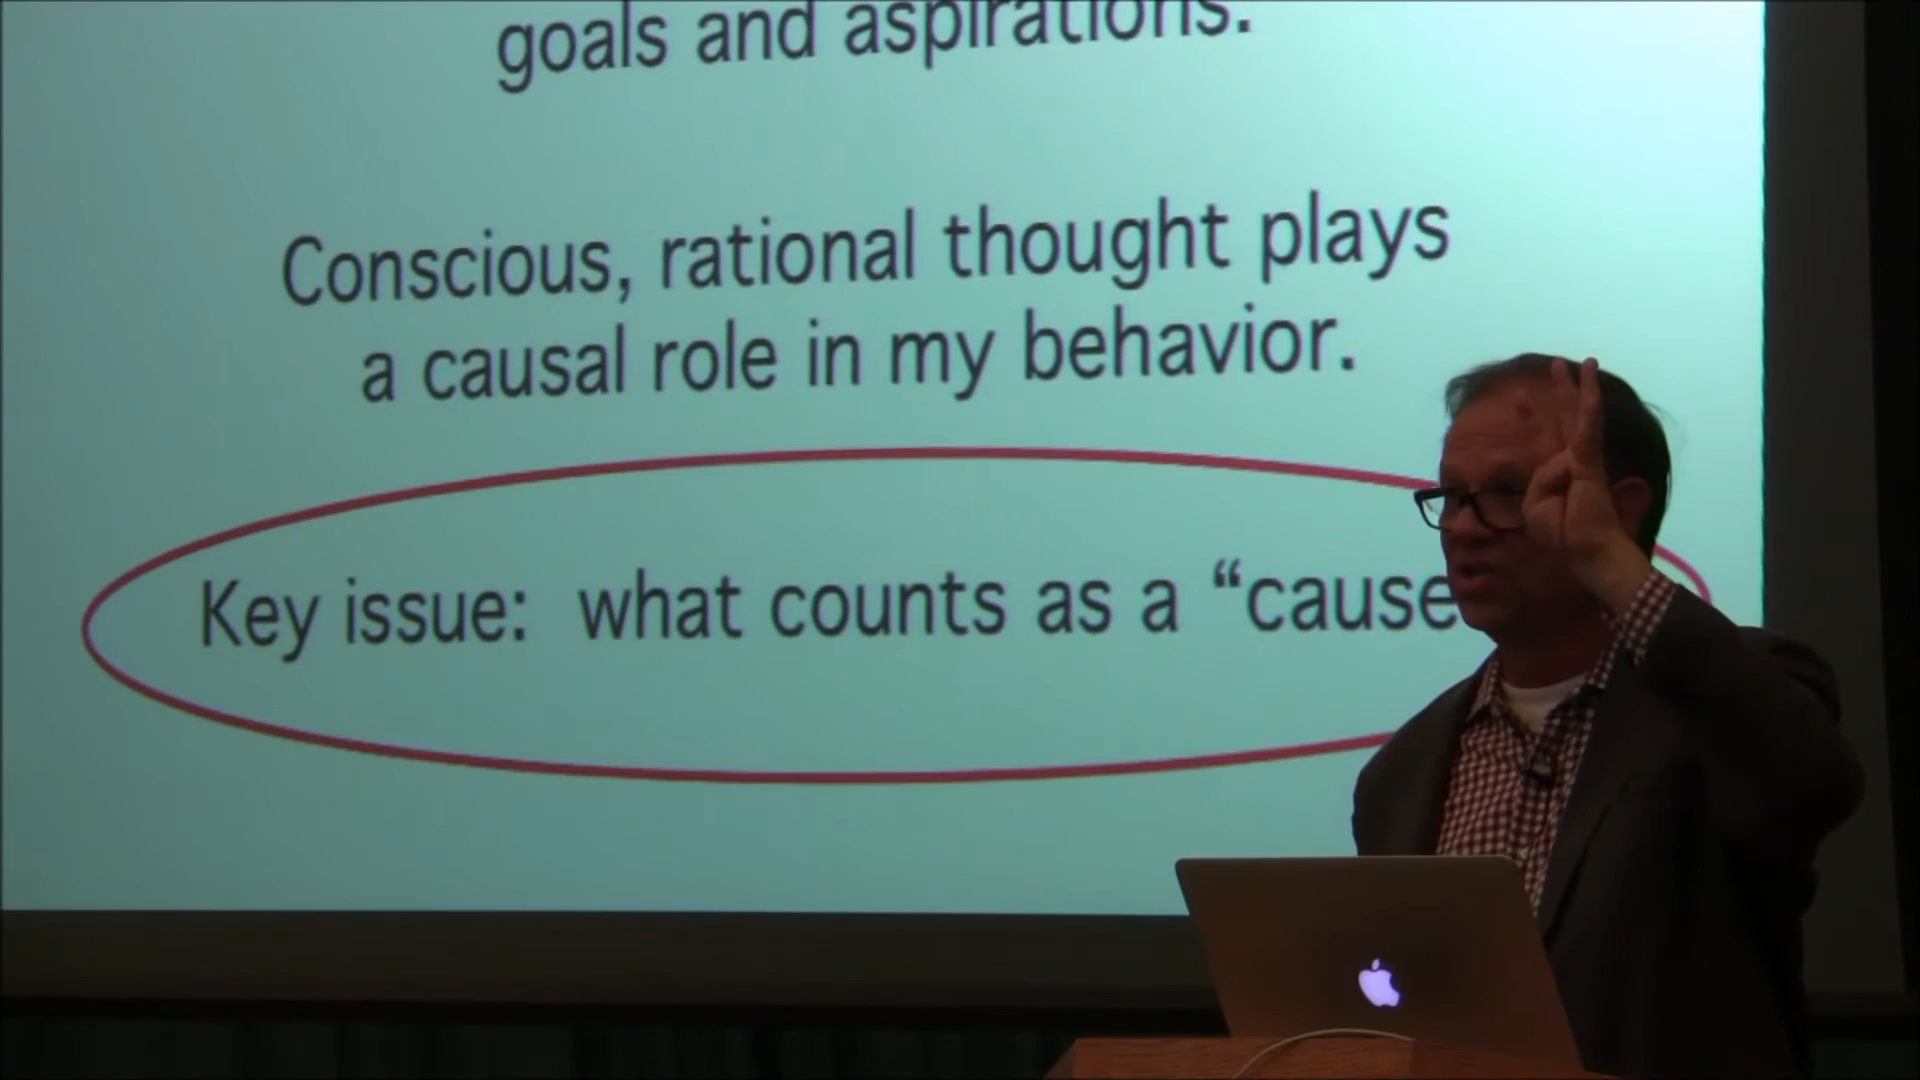 goals and aspirations.
Conscious, rational thought plays
a causal role in my behavior.
Key issue: what counts as a “cause